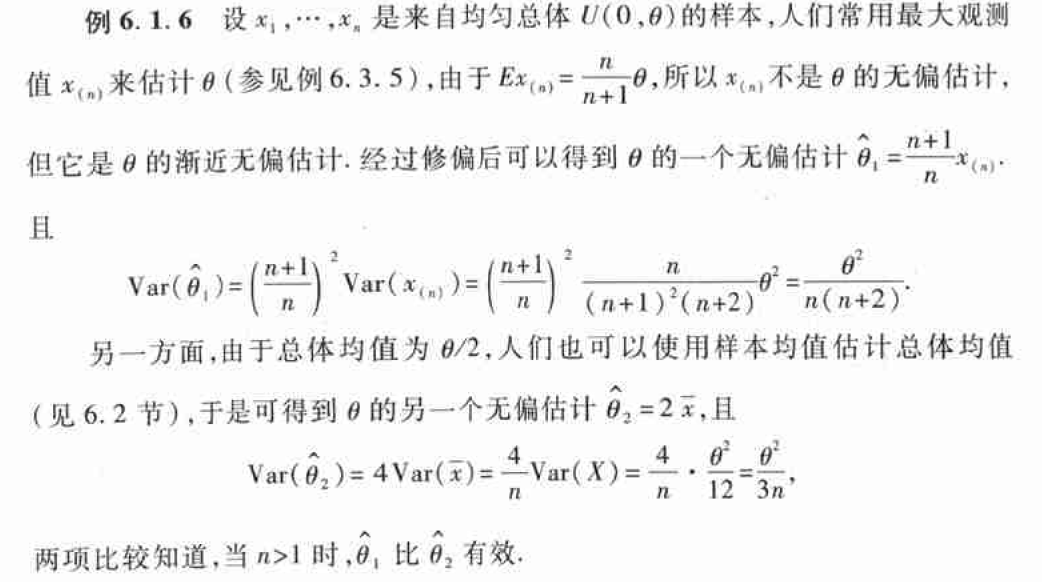 例 6.1.6 设 $x_1,\cdots,x_n$ 是来自均匀总体 $U(0,\theta)$ 的样本,人们常用最大观测
值 $x_{(n)}$ 来估计 $\theta$ (参见例 6.3.5),由于 $Ex_{(n)}=\frac{n}{n+1}\theta$,所以 $x_{(n)}$ 不是 $\theta$ 的无偏估计,
但它是 $\theta$ 的渐近无偏估计. 经过修偏后可以得到 $\theta$ 的一个无偏估计 $\hat{\theta}_1=\frac{n+1}{n}x_{(n)}$.
且
$\mathrm{Var}(\hat{\theta}_1)=\left(\frac{n+1}{n}\right)^2\mathrm{Var}(x_{(n)})=\left(\frac{n+1}{n}\right)^2\frac{n}{(n+1)^2(n+2)}\theta^2=\frac{\theta^2}{n(n+2)}$.
另一方面,由于总体均值为 $\theta/2$,人们也可以使用样本均值估计总体均值
(见 6.2 节),于是可得到 $\theta$ 的另一个无偏估计 $\hat{\theta}_2=2\bar{x}$,且
$\mathrm{Var}(\hat{\theta}_2)=4\mathrm{Var}(\bar{x})=\frac{4}{n}\mathrm{Var}(X)=\frac{4}{n}\cdot\frac{\theta^2}{12}=\frac{\theta^2}{3n}$,
两项比较知道,当 $n>1$ 时,$\hat{\theta}_1$ 比 $\hat{\theta}_2$ 有效.